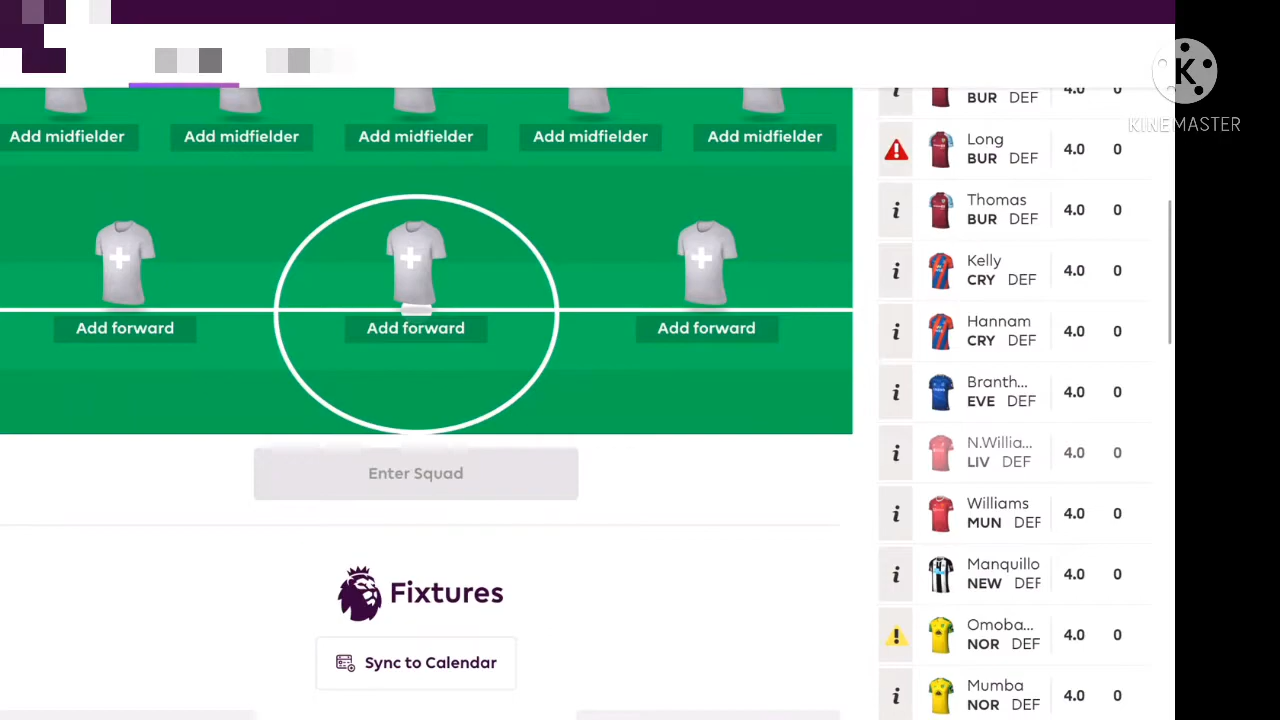 Add midfielder
Add midfielder
Add midfielder
Add midfielder
Add midfielder
Add forward
Add forward
Add forward
Enter Squad
Fixtures
Sync to Calendar
BUR DEF 4.0 0
Long
BUR DEF 4.0 0
Thomas
BUR DEF 4.0 0
Kelly
CRY DEF 4.0 0
Hannam
CRY DEF 4.0 0
Branth...
EVE DEF 4.0 0
N.Willia...
LIV DEF 4.0 0
Williams
MUN DEF 4.0 0
Manquillo
NEW DEF 4.0 0
Omoba...
NOR DEF 4.0 0
Mumba
NOR DEF 4.0 0
K
KINEMASTER